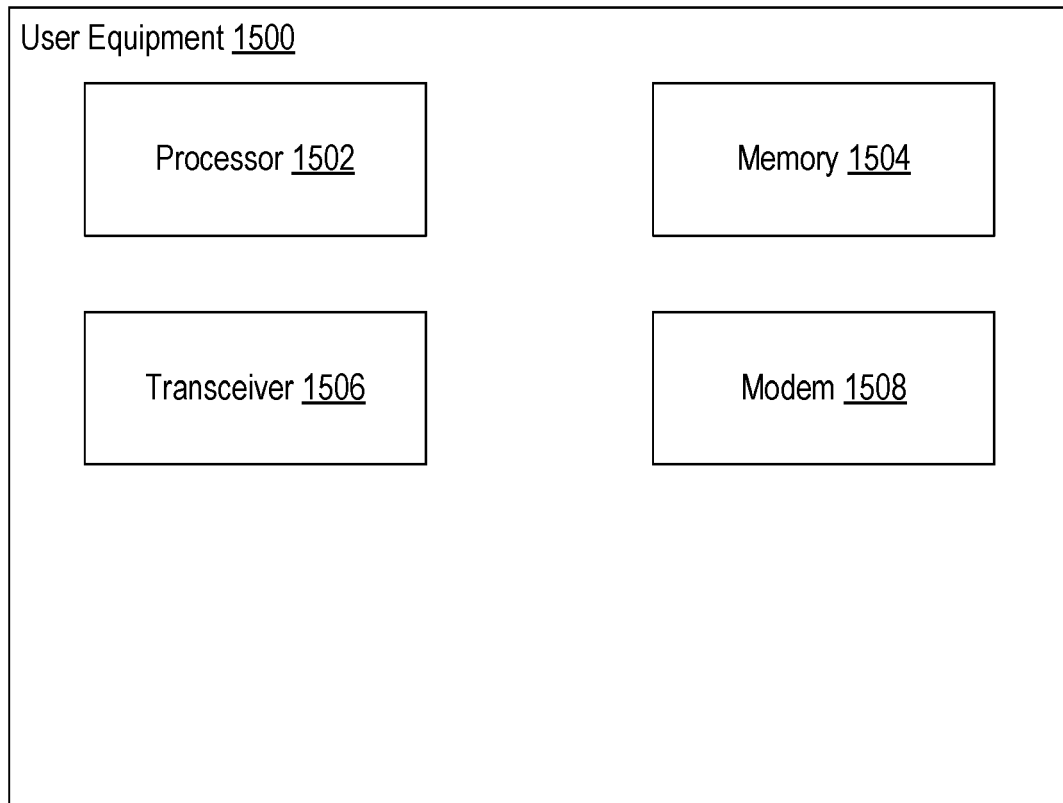 User Equipment 1500
Processor 1502
Memory 1504
Transceiver 1506
Modem 1508